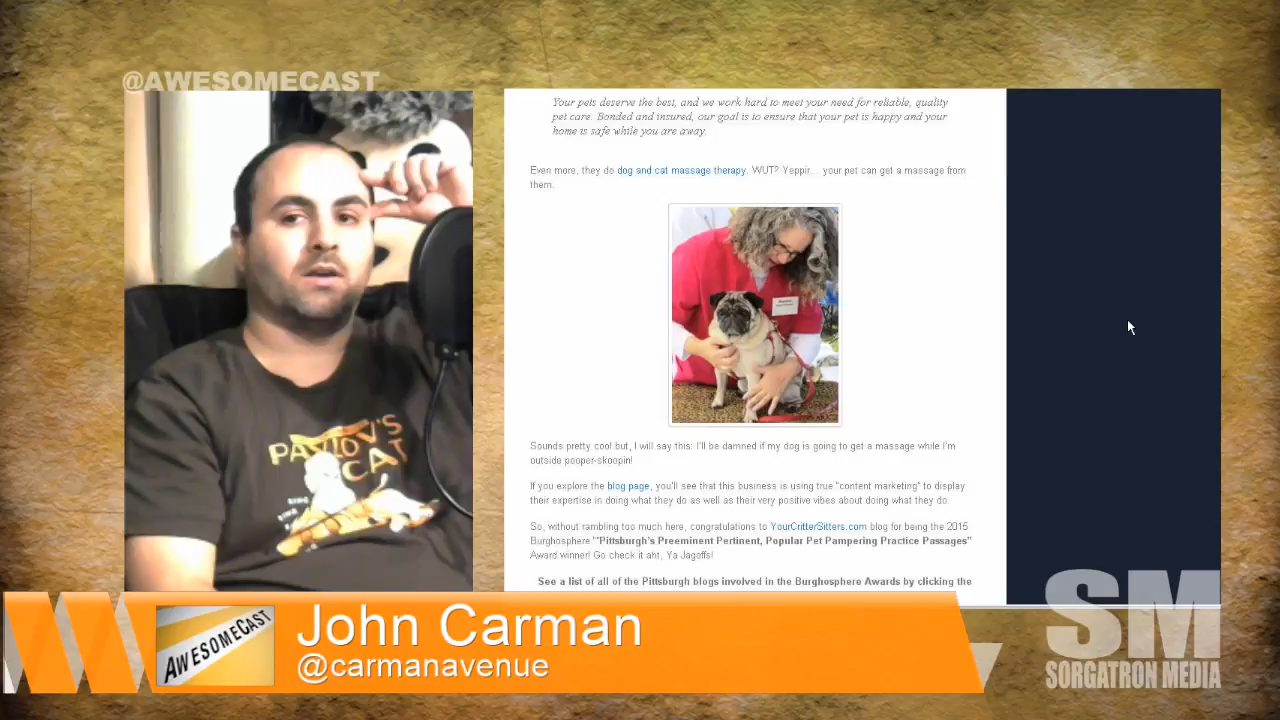 @AWESOMECAST
Your pets deserve the best, and we work hard to meet your need for reliable, quality
pet care. Bonded and insured, our goal is to ensure that your pet is happy and your
home is safe while you are away.
Even more, they do dog and cat massage therapy. WUT? Yeppir... your pet can get a massage from
them.
Sounds pretty cool but, I will say this: I'll be damned if my dog is going to get a massage while I'm
outside pooper-skoopin!
If you explore the blog page, you'll see that this business is using true "content marketing" to display
their expertise in doing what they do as well as their very positive vibes about doing what they do.
So, without rambling too much here, congratulations to YourCritterSitters.com blog for being the 2015
Burghosphere "“Pittsburgh's Preeminent Pertinent, Popular Pet Pampering Practice Passages”
Award winner! Go check it aht, Ya Jagoffs!
See a list of all of the Pittsburgh blogs involved in the Burghosphere Awards by clicking the
PAVLOV'S
CAT
DING
DING
AWESOMECAST
John Carman
@carmanavenue
SM
SORGATRON MEDIA